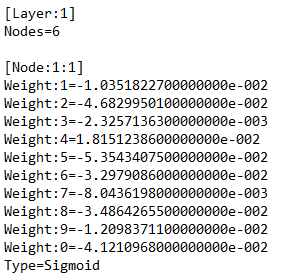 [Layer:1]
Nodes=6

[Node:1:1]
Weight:1=-1.0351822700000000e-002
Weight:2=-4.6829950100000000e-002
Weight:3=-2.3257136300000000e-003
Weight:4=1.8151238600000000e-002
Weight:5=-5.3543407500000000e-002
Weight:6=-3.2979086000000000e-002
Weight:7=-8.0436198000000000e-003
Weight:8=-3.4864265500000000e-002
Weight:9=-1.2098371100000000e-002
Weight:0=-4.1210968000000000e-002
Type=Sigmoid